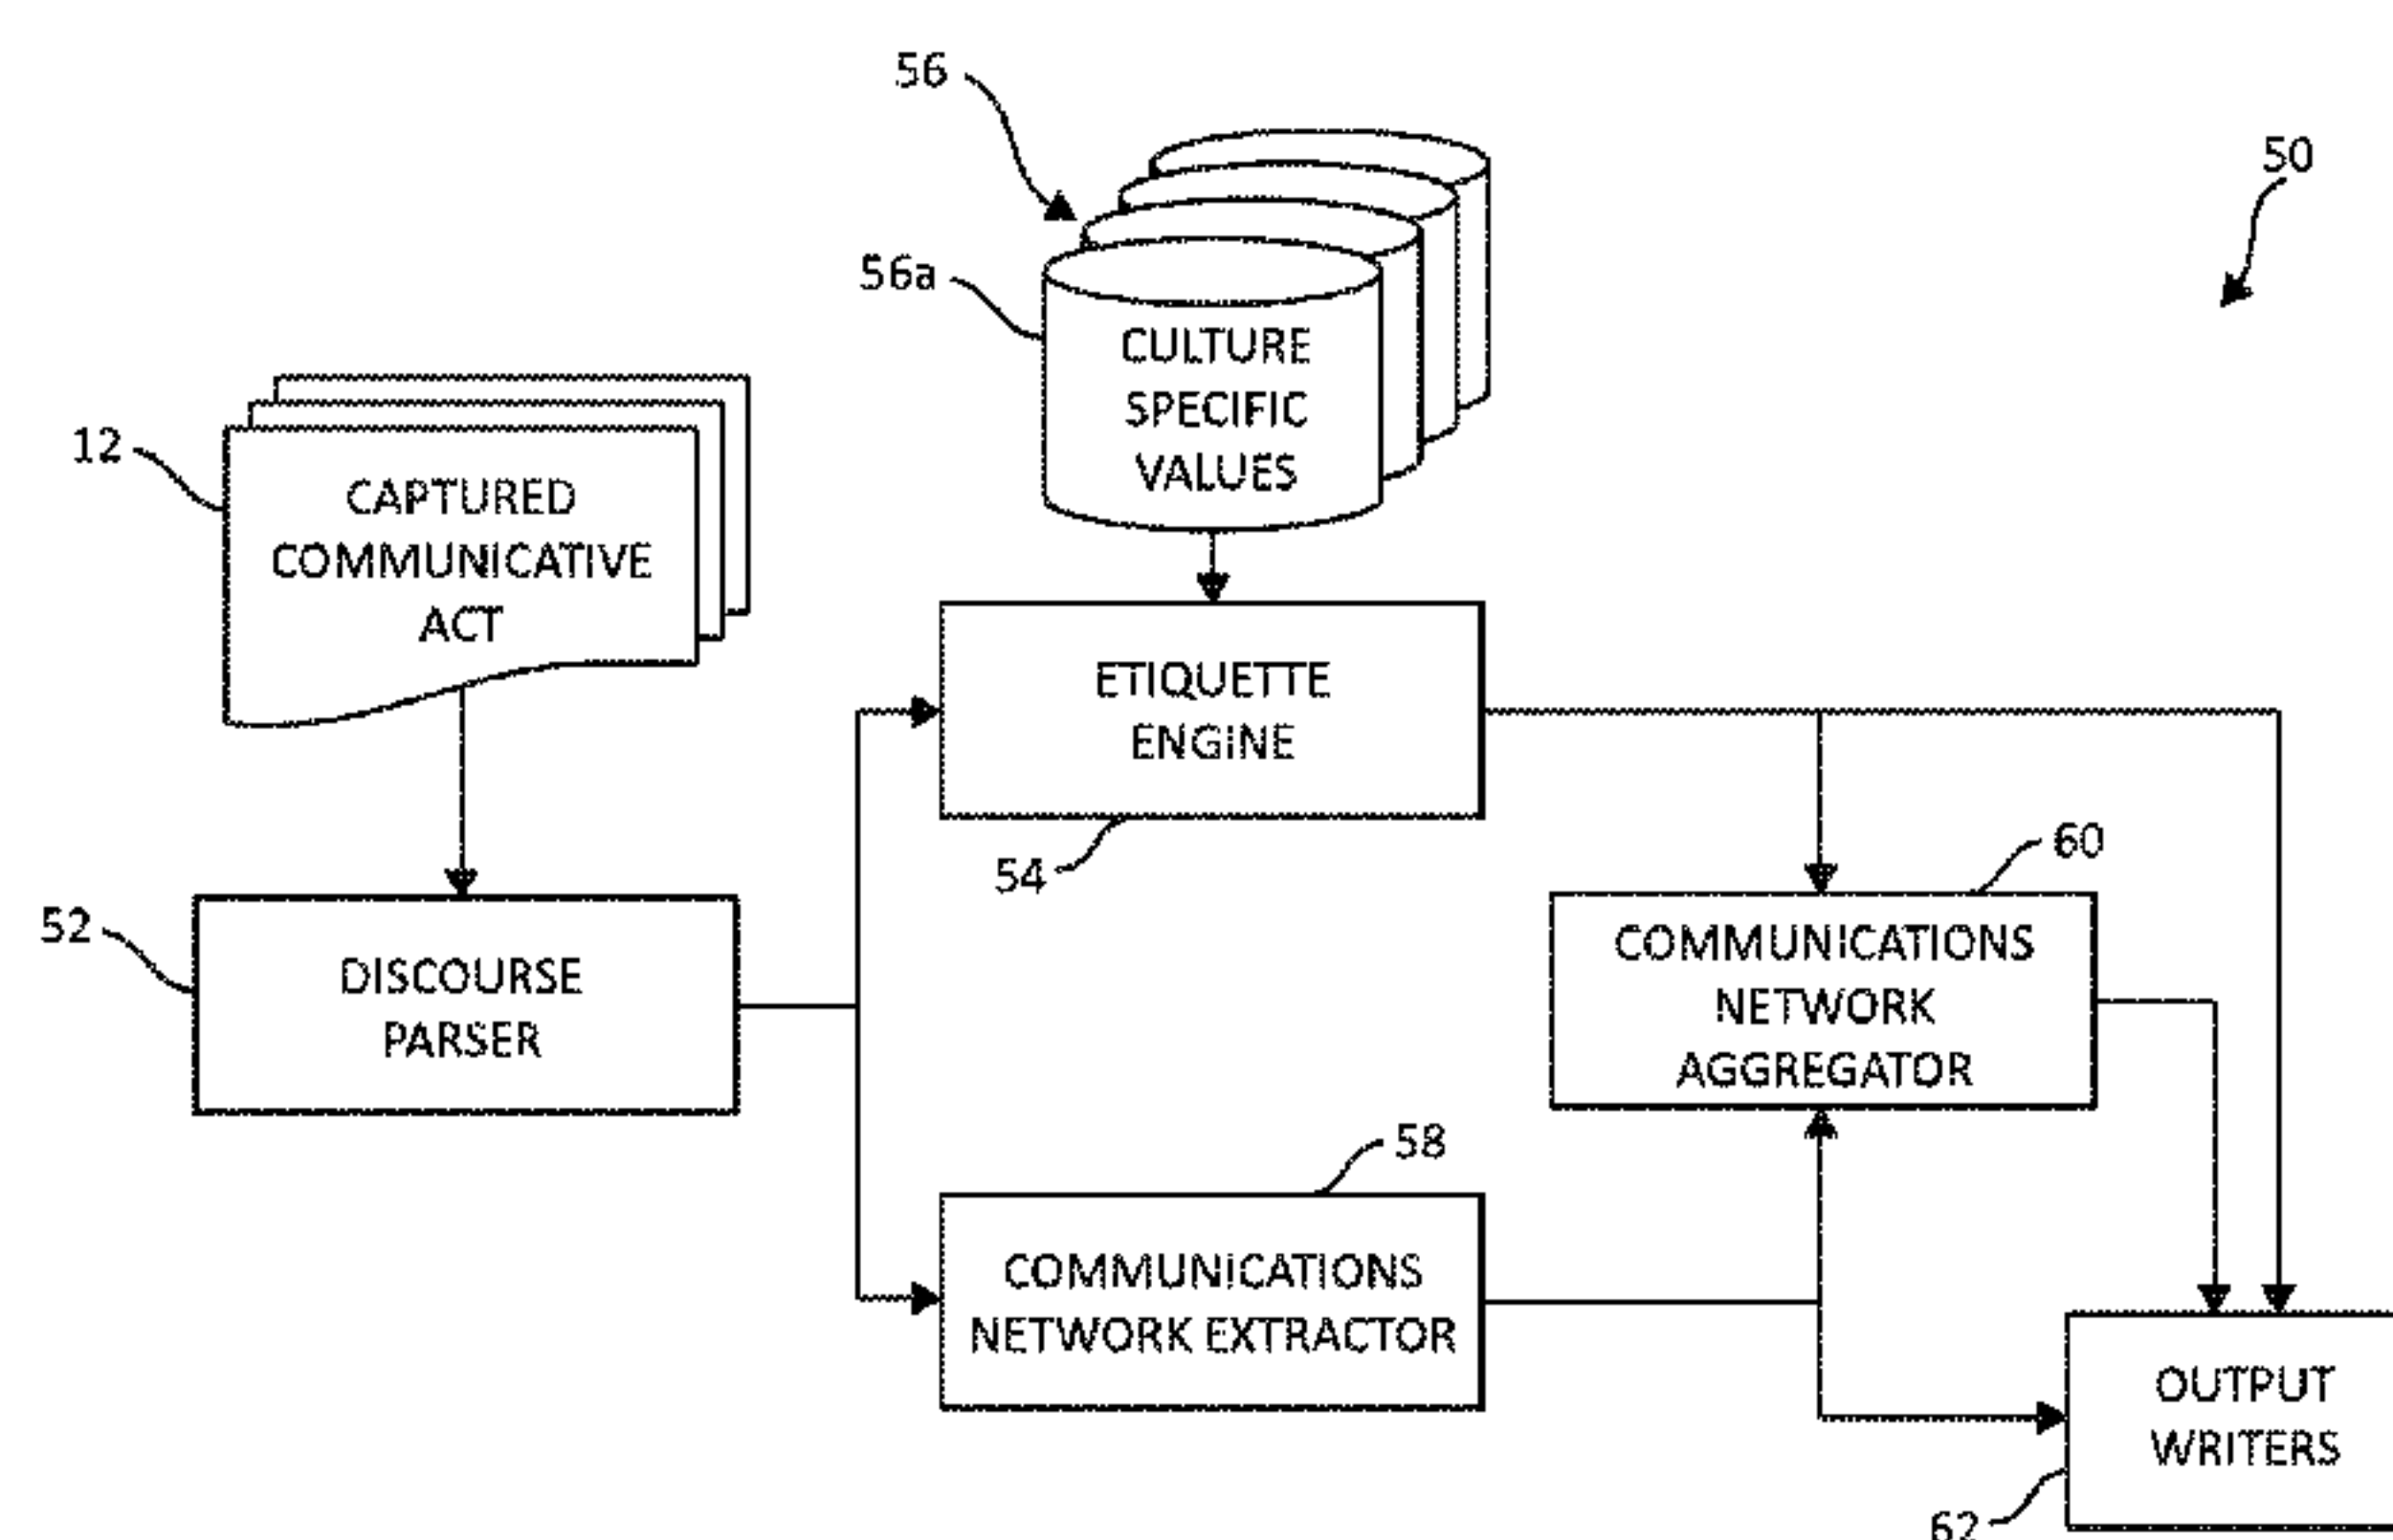 56
50
56a
CULTURE
SPECIFIC
VALUES
12
CAPTURED
COMMUNICATIVE
ACT
ETIQUETTE
ENGINE
54
60
52
DISCOURSE
PARSER
COMMUNICATIONS
NETWORK
AGGREGATOR
58
COMMUNICATIONS
NETWORK EXTRACTOR
OUTPUT
WRITERS
62